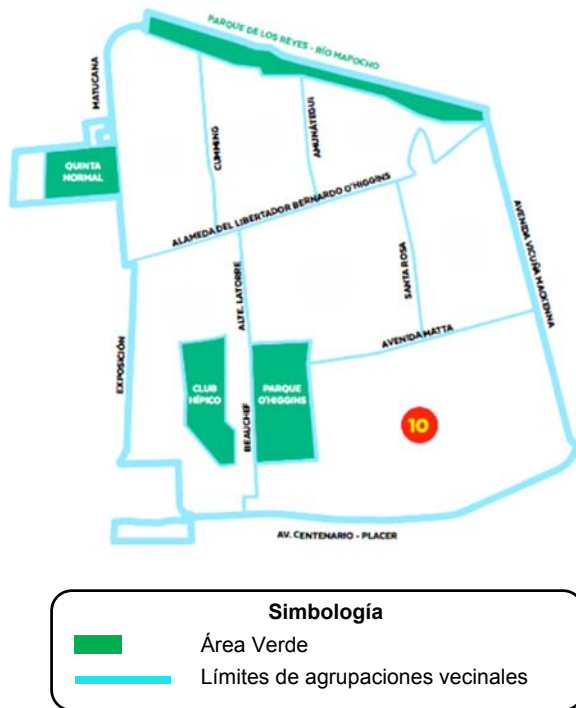 PARQUE DE LOS REYES - RÍO MAPOCHO
MATUCANA
CUMMING
AMUNÁTEGUI
QUINTA
NORMAL
ALAMEDA DEL LIBERTADOR BERNARDO O'HIGGINS
AVENIDA VICUÑA MACKENNA
SANTA ROSA
ALTE. LATORRE
EXPOSICIÓN
AVENIDA MATTA
CLUB
HÍPICO
PARQUE
O'HIGGINS
BEAUCHEF
10
AV. CENTENARIO - PLACER
Simbología
Área Verde
Límites de agrupaciones vecinales